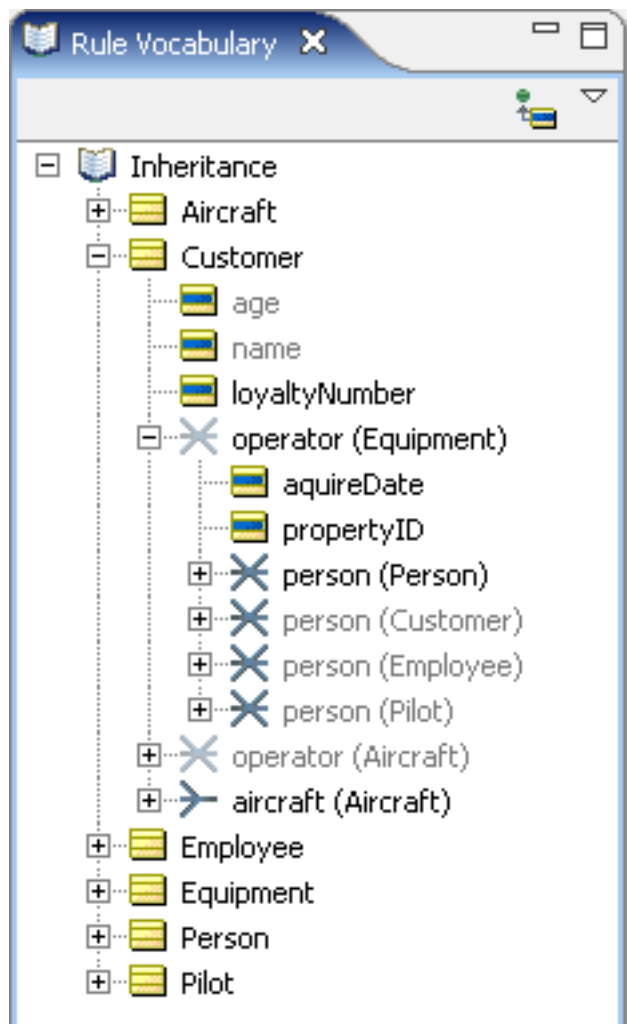 Rule Vocabulary
Inheritance
Aircraft
Customer
age
name
loyaltyNumber
operator (Equipment)
aquireDate
propertyID
person (Person)
person (Customer)
person (Employee)
person (Pilot)
operator (Aircraft)
aircraft (Aircraft)
Employee
Equipment
Person
Pilot